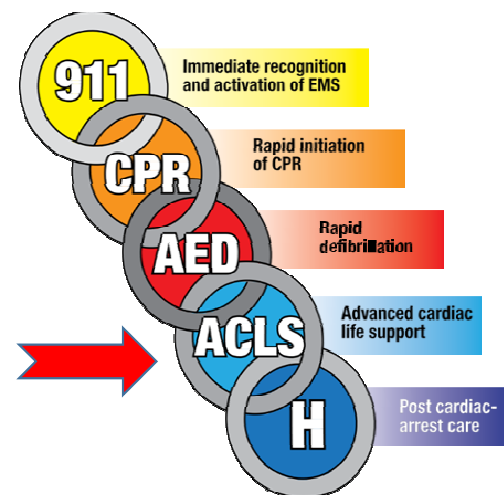 911
Immediate recognition
and activation of EMS
CPR
Rapid initiation
of CPR
AED
Rapid
defibrillation
ACLS
Advanced cardiac
life support
H
Post cardiac-
arrest care